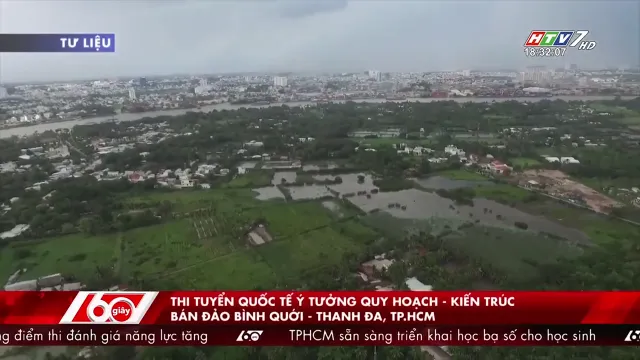 TƯ LIỆU
HTV7 HD
18:32:07
60 giây
THI TUYỂN QUỐC TẾ Ý TƯỞNG QUY HOẠCH - KIẾN TRÚC
BÁN ĐẢO BÌNH QUỚI - THANH ĐA, TP.HCM
ng điểm thi đánh giá năng lực tăng
TPHCM sẵn sàng triển khai học bạ số cho học sinh